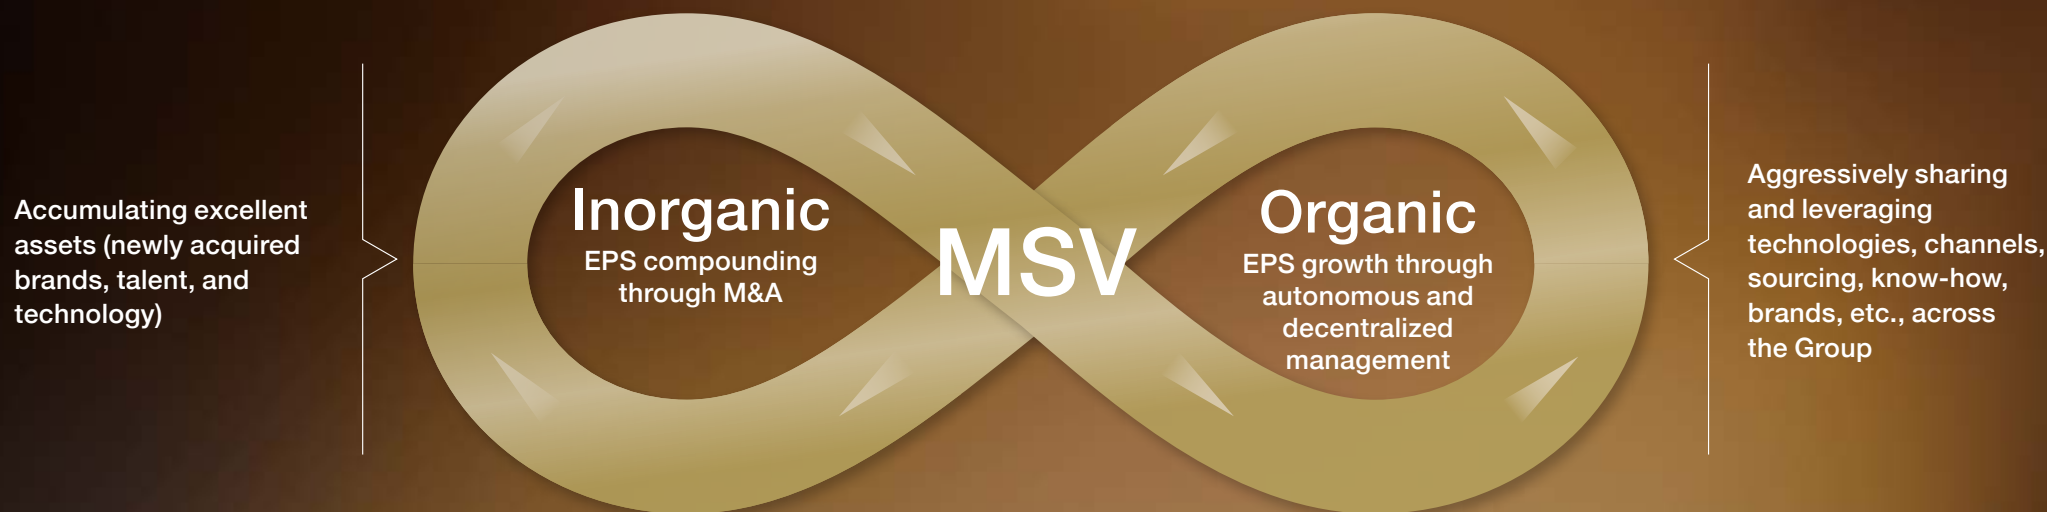 Accumulating excellent
assets (newly acquired
brands, talent, and
technology)
Inorganic
EPS compounding
through M&A
MSV
Organic
EPS growth through
autonomous and
decentralized
management
Aggressively sharing
and leveraging
technologies, channels,
sourcing, know-how,
brands, etc., across
the Group